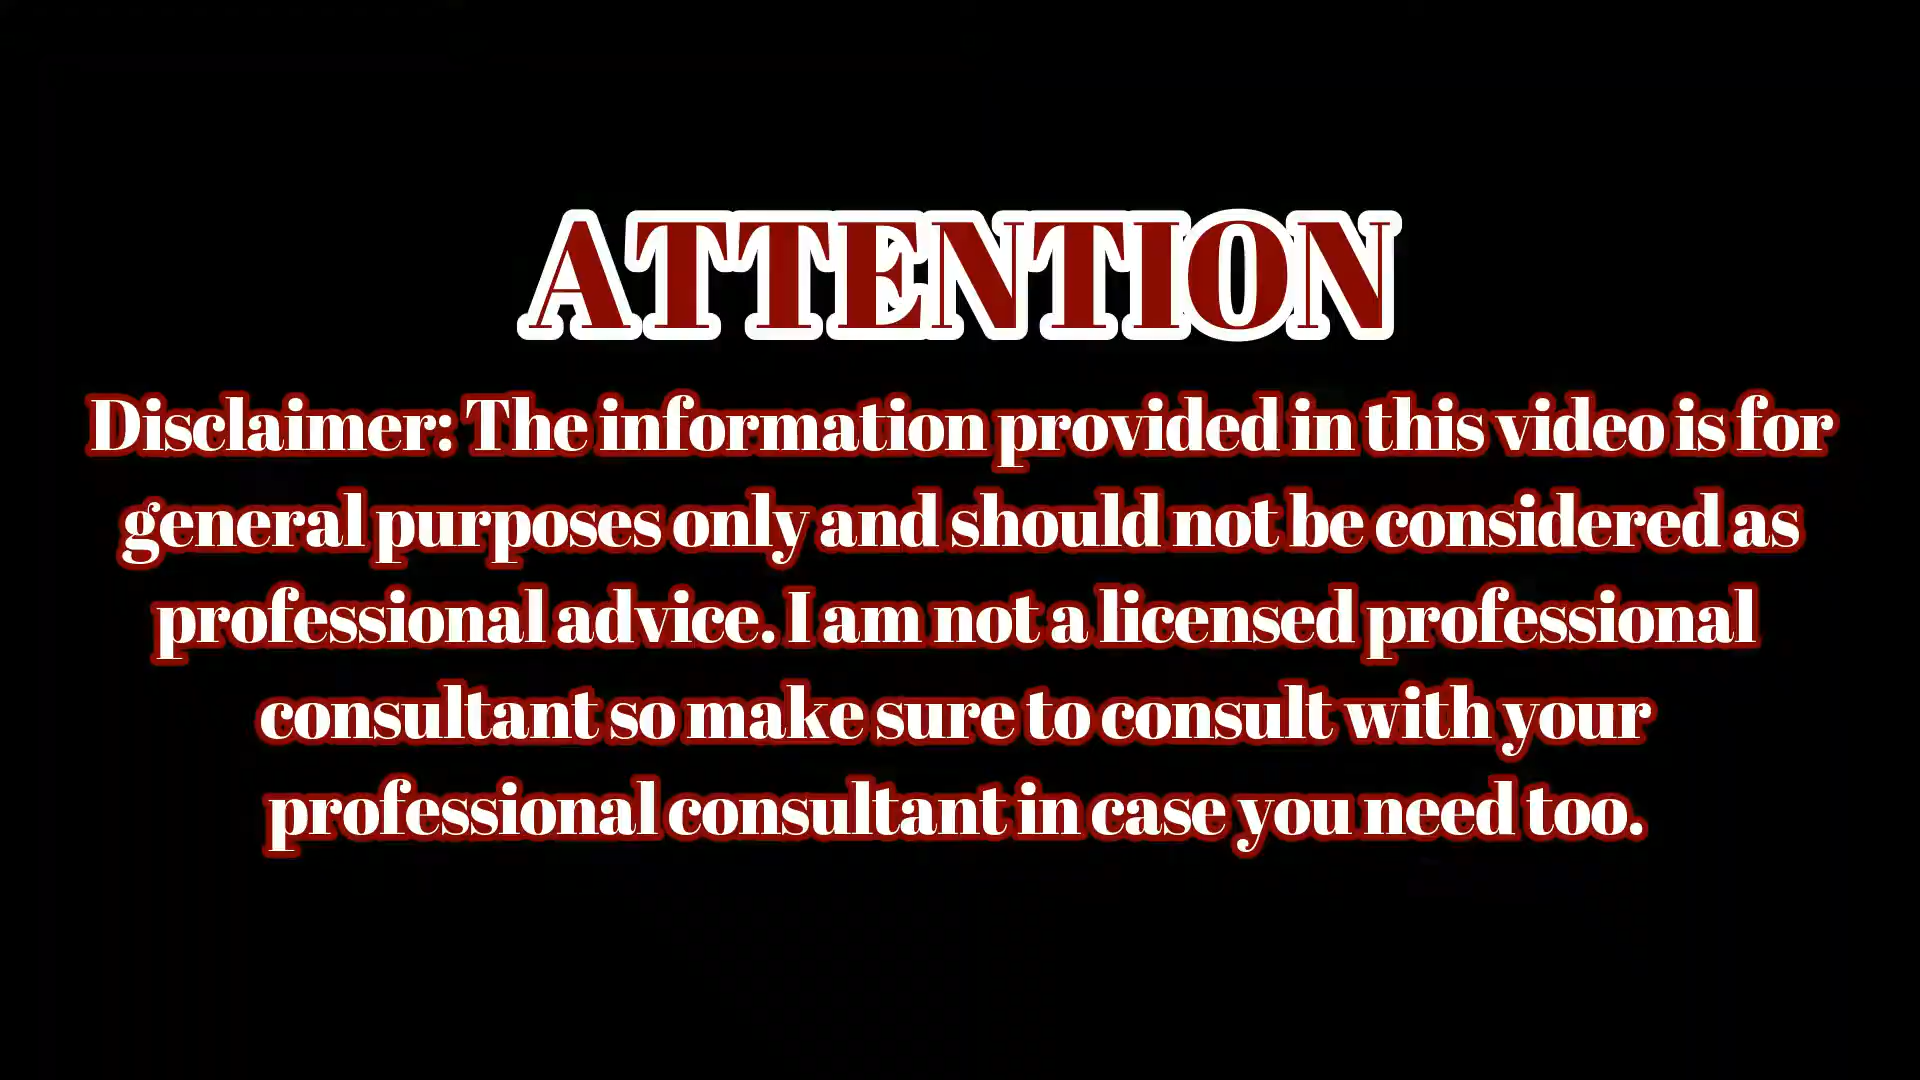 ATTENTION
Disclaimer: The information provided in this video is for
general purposes only and should not be considered as
professional advice. I am not a licensed professional
consultant so make sure to consult with your
professional consultant in case you need too.